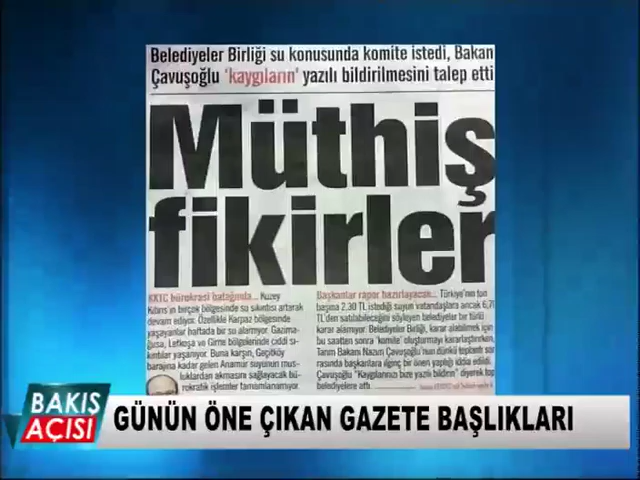 Belediyeler Birliği su konusunda komite istedi, Bakan
Çavuşoğlu 'kaygıların' yazılı bildirilmesini talep etti
Müthiş
fikirler
KKTC bürokrasi batağında... Kuzey
Kıbrıs'ın birçok bölgesinde su sıkıntısı artarak
devam ediyor. Özellikle Karpaz bölgesinde
yaşayanlar haftada bir su alamıyor. Gazima-
ğusa, Lefkoşa ve Girne bölgelerinde ciddi sı-
kıntılar yaşanıyor. Buna karşın, Geçitköy
barajına kadar gelen Anamur suyunun mus-
luklardan akmasını sağlayacak bü-
rokratik işlemler tamamlanamıyor.
Başkanlar rapor hazırlayacak... Türkiye'nin ton
başına 2.30 TL istediği suyun vatandaşlara ancak 6,70
TL'den satılabileceğini söyleyen belediyeler bir türlü
karar alamıyor. Belediyeler Birliği, karar alabilmek için
bu saatten sonra 'komite' oluşturmayı kararlaştırırken,
Tarım Bakanı Nazım Çavuşoğlu'nun dünkü toplantı son-
rasında başkanlara ilginç bir öneri yaptığı iddia edildi.
Çavuşoğlu "Kaygılarınızı bize yazılı bildirin" diyerek top
belediyelere attı.
BAKIŞ
AÇISI
GÜNÜN ÖNE ÇIKAN GAZETE BAŞLIKLARI